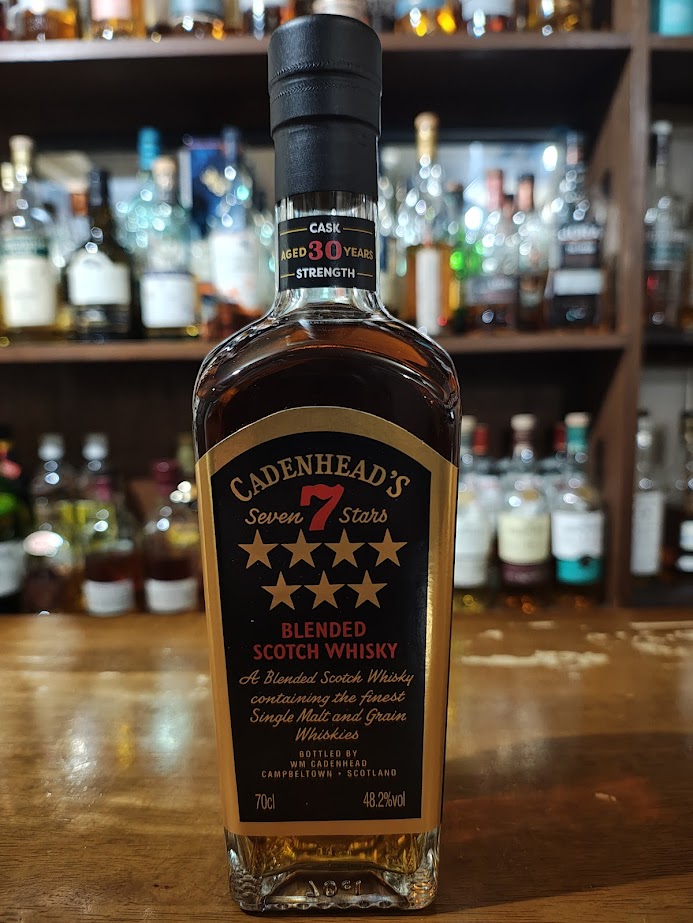 CASK
AGED 30 YEARS
STRENGTH
CADENHEAD'S
Seven 7 Stars
BLENDED
SCOTCH WHISKY
A Blended Scotch Whisky
containing the finest
Single Malt and Grain
Whiskies
BOTTLED BY
WM CADENHEAD
CAMPBELTOWN • SCOTLAND
70cl 48.2%vol